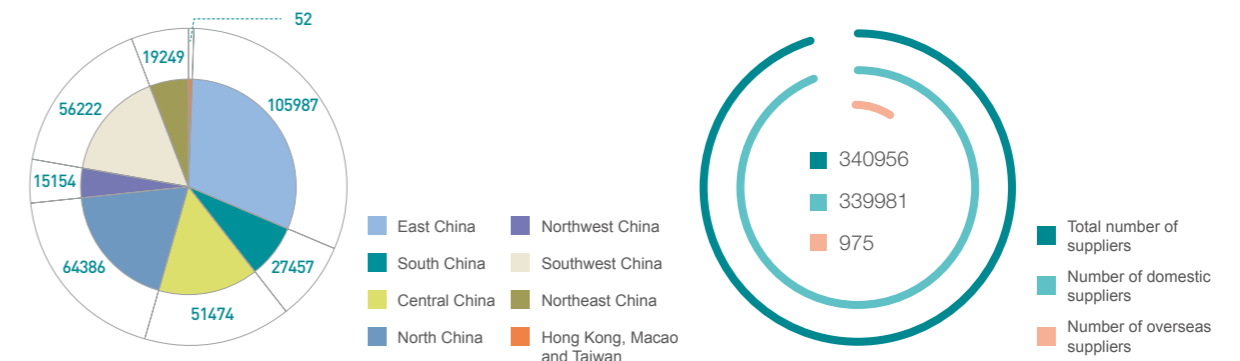 52
19249
105987
56222
15154
64386
27457
51474
East China
South China
Central China
North China
Northwest China
Southwest China
Northeast China
Hong Kong, Macao
and Taiwan
340956
339981
975
Total number of
suppliers
Number of domestic
suppliers
Number of overseas
suppliers